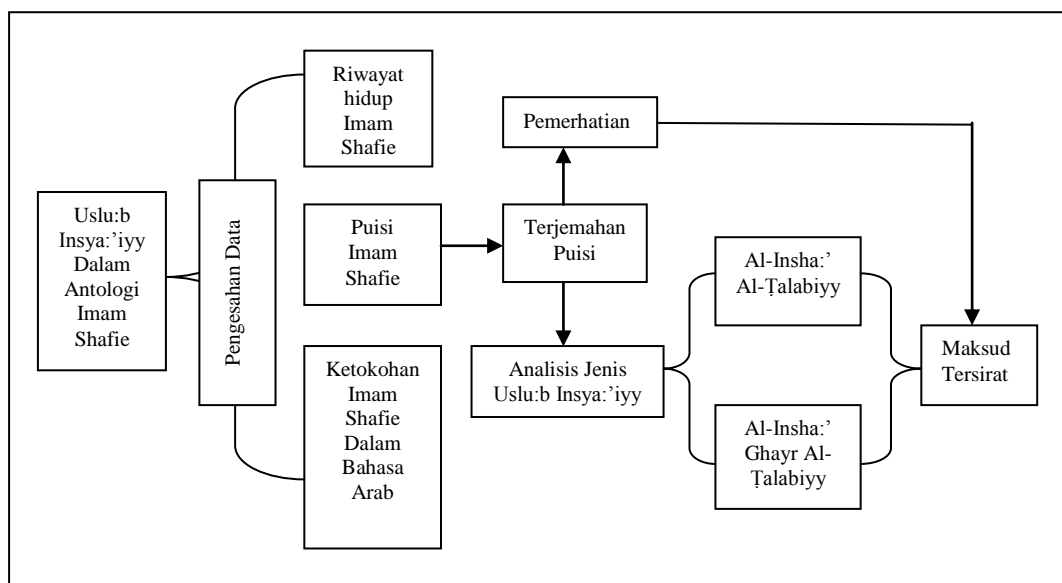 Uslu:b
Insya:’iyy
Dalam
Antologi
Imam
Shafie
Pengesahan Data
Riwayat
hidup
Imam
Shafie
Puisi
Imam
Shafie
Ketokohan
Imam
Shafie
Dalam
Bahasa
Arab
Pemerhatian
Terjemahan
Puisi
Analisis Jenis
Uslu:b Insya:’iyy
Al-Insha:’
Al-Ṭalabiyy
Al-Insha:’
Ghayr Al-
Ṭalabiyy
Maksud
Tersirat